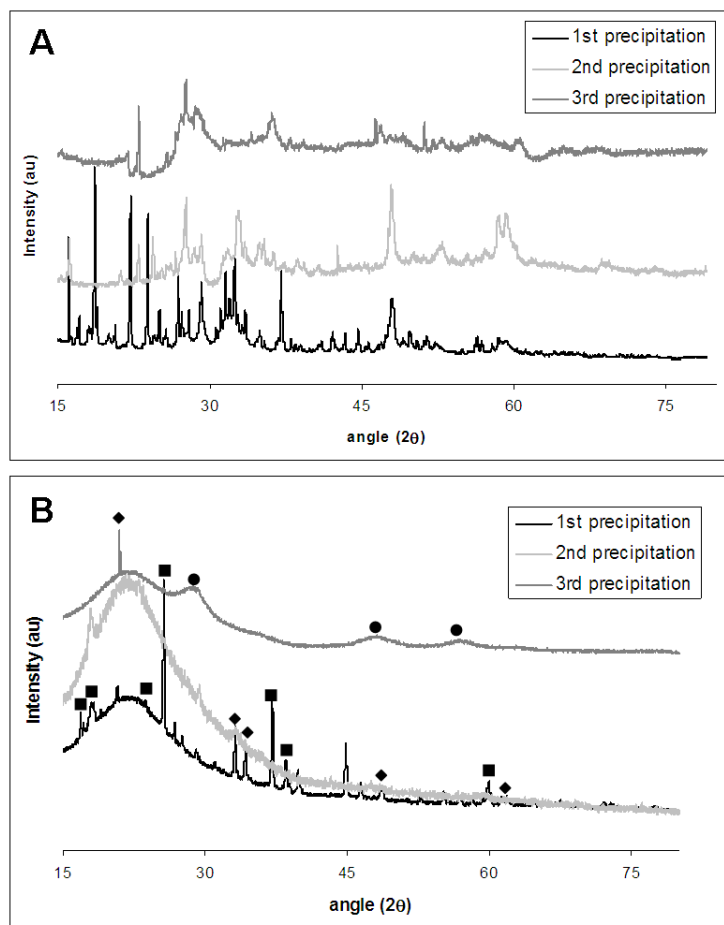 A
1st precipitation
2nd precipitation
3rd precipitation
Intensity (au)
15 30 45 60 75
angle (2θ)
B
1st precipitation
2nd precipitation
3rd precipitation
Intensity (au)
15 30 45 60 75
angle (2θ)